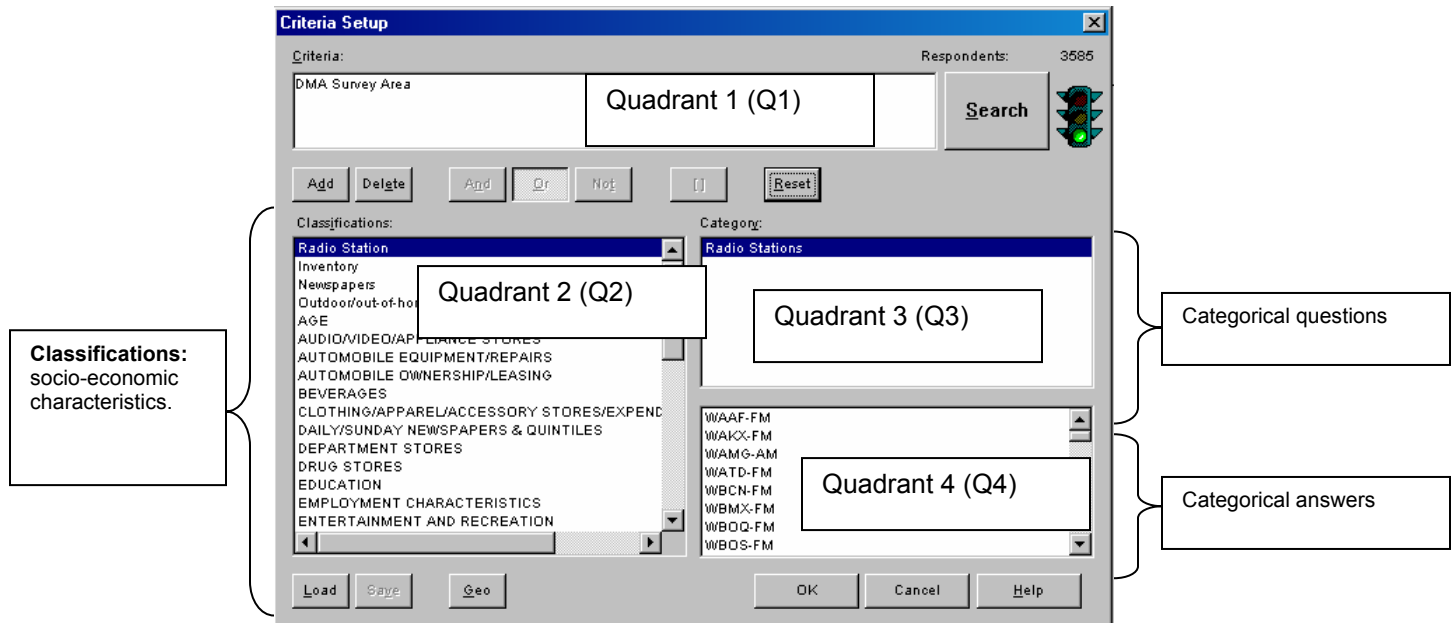 Criteria Setup
Criteria:
Respondents: 3585
DMA Survey Area
Quadrant 1 (Q1)
Search
Add
Delete
And
Or
Not
[]
Reset
Classifications:
Radio Station
Inventory
Newspapers
Outdoor/out-of-hor
AGE
AUDIO/VIDEO/APPLIANCE STORES
AUTOMOBILE EQUIPMENT/REPAIRS
AUTOMOBILE OWNERSHIP/LEASING
BEVERAGES
CLOTHING/APPAREL/ACCESSORY STORES/EXPEND
DAILY/SUNDAY NEWSPAPERS & QUINTILES
DEPARTMENT STORES
DRUG STORES
EDUCATION
EMPLOYMENT CHARACTERISTICS
ENTERTAINMENT AND RECREATION
Quadrant 2 (Q2)
Category:
Radio Stations
Quadrant 3 (Q3)
WAAF-FM
WAKX-FM
WAMG-AM
WATD-FM
WBCN-FM
WBMX-FM
WBOQ-FM
WBOS-FM
Quadrant 4 (Q4)
Load
Save
Geo
OK
Cancel
Help
Classifications:
socio-economic
characteristics.
Categorical questions
Categorical answers